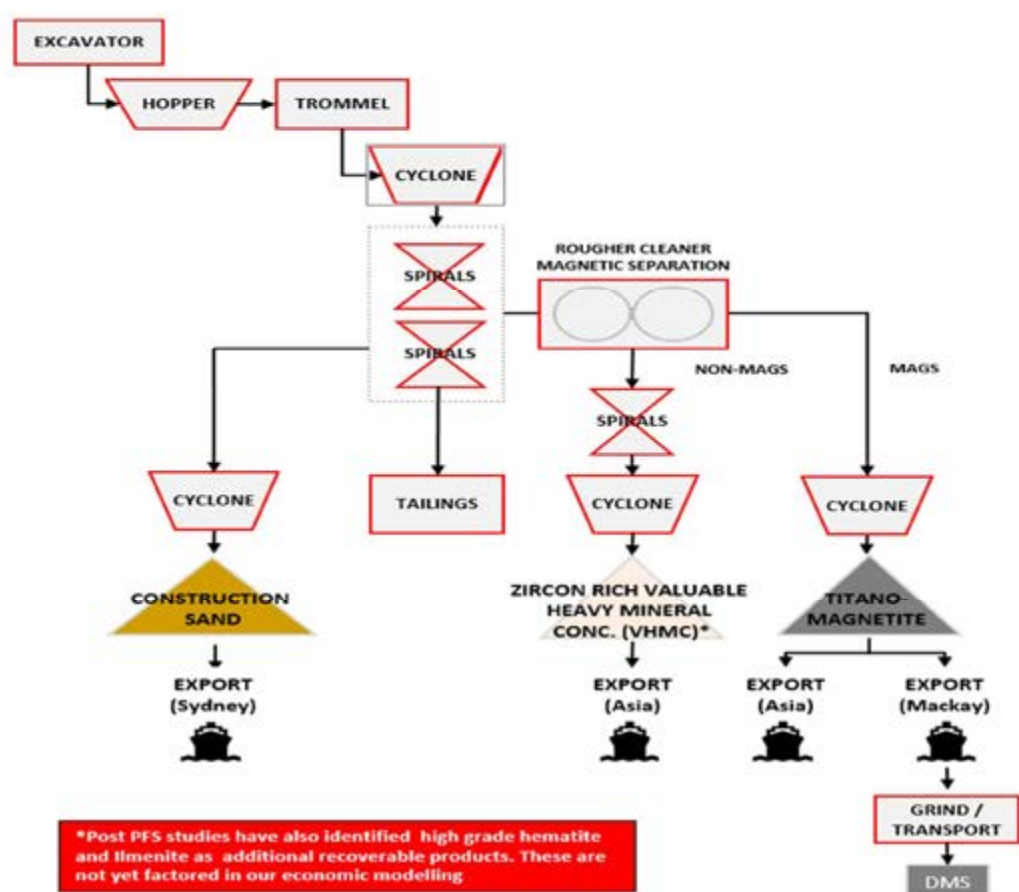 EXCAVATOR
HOPPER
TROMMEL
CYCLONE
SPIRALS
SPIRALS
ROUGHER CLEANER
MAGNETIC SEPARATION
NON-MAGS
MAGS
SPIRALS
CYCLONE
TAILINGS
CYCLONE
CYCLONE
CONSTRUCTION
SAND
ZIRCON RICH VALUABLE
HEAVY MINERAL
CONC. (VHMC)*
TITANO-
MAGNETITE
EXPORT
(Sydney)
EXPORT
(Asia)
EXPORT
(Asia)
EXPORT
(Mackay)
GRIND /
TRANSPORT
DMS
*Post PFS studies have also identified high grade hematite
and Ilmenite as additional recoverable products. These are
not yet factored in our economic modelling